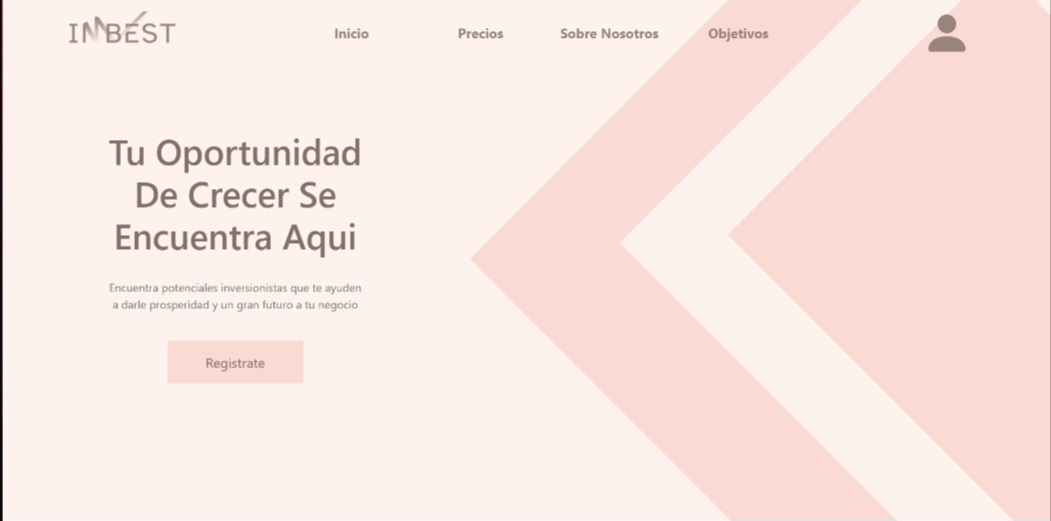 INBÉST
Inicio
Precios
Sobre Nosotros
Objetivos
Tu Oportunidad
De Crecer Se
Encuentra Aqui
Encuentra potenciales inversionistas que te ayuden
a darle prosperidad y un gran futuro a tu negocio
Registrate